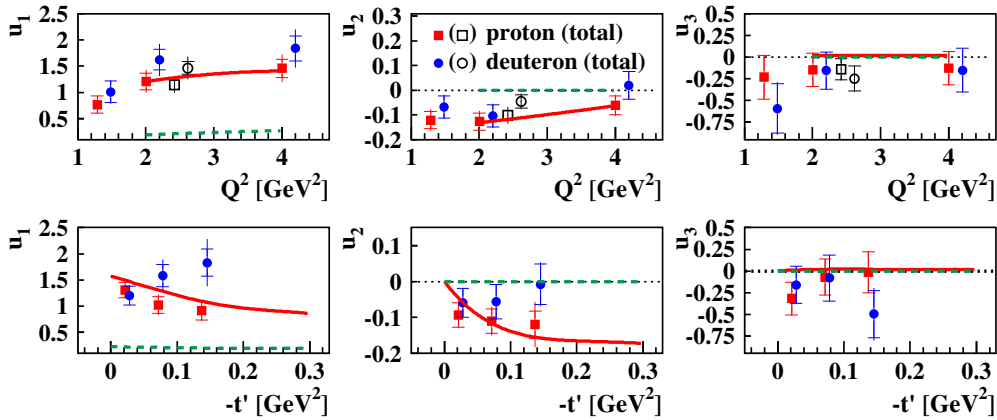 u₁
2.5
2
1.5
1
0.5
1 2 3 4
Q² [GeV²]
u₂
0.3
0.2
0.1
0
-0.1
-0.2
1 2 3 4
Q² [GeV²]
proton (total)
deuteron (total)
u₃
0.5
0.25
0
-0.25
-0.5
-0.75
1 2 3 4
Q² [GeV²]
u₁
2.5
2
1.5
1
0.5
0 0.1 0.2 0.3
-t' [GeV²]
u₂
0.1
0
-0.1
-0.2
0 0.1 0.2 0.3
-t' [GeV²]
u₃
0.5
0.25
0
-0.25
-0.5
-0.75
0 0.1 0.2 0.3
-t' [GeV²]